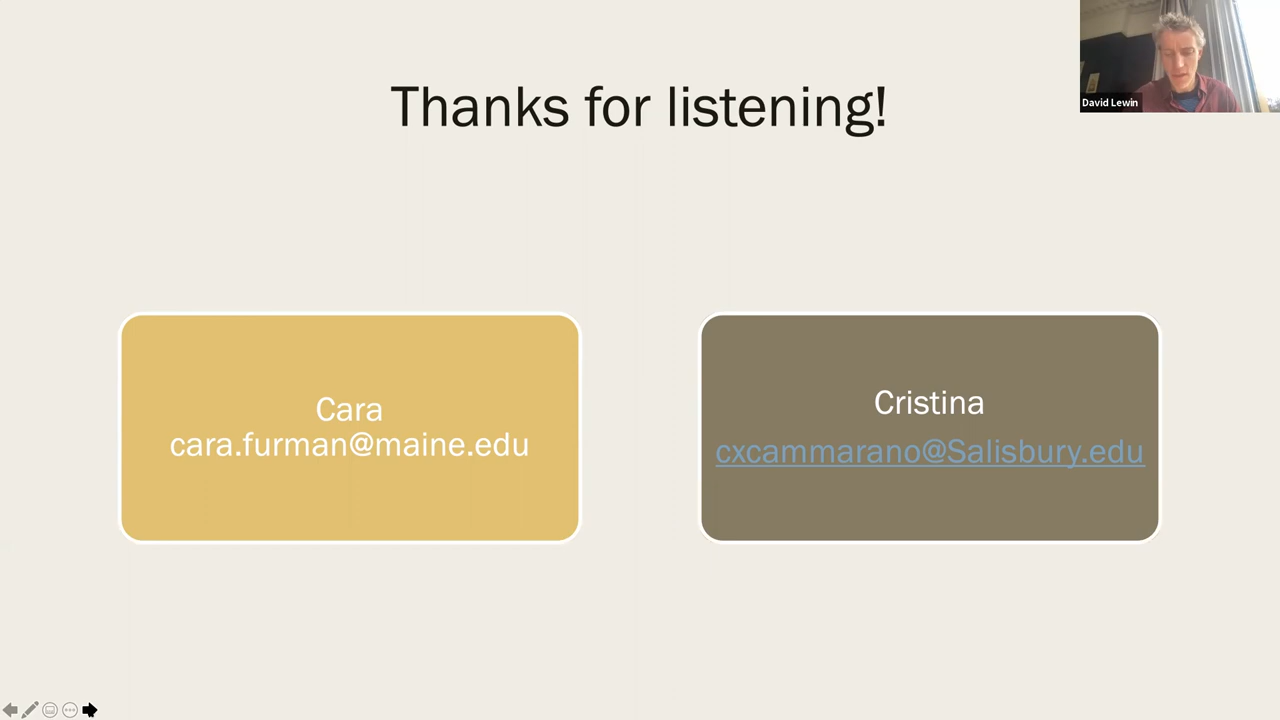 Thanks for listening!
David Lewin
Cara
cara.furman@maine.edu
Cristina
cxcammarano@Salisbury.edu